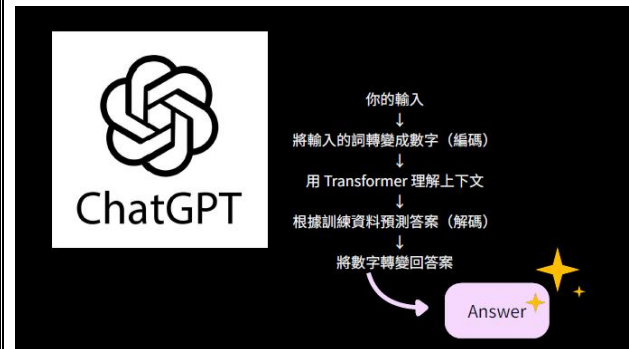 ChatGPT
你的輸入
↓
將輸入的詞轉變成數字（編碼）
↓
用 Transformer 理解上下文
↓
根據訓練資料預測答案（解碼）
↓
將數字轉變回答案
Answer